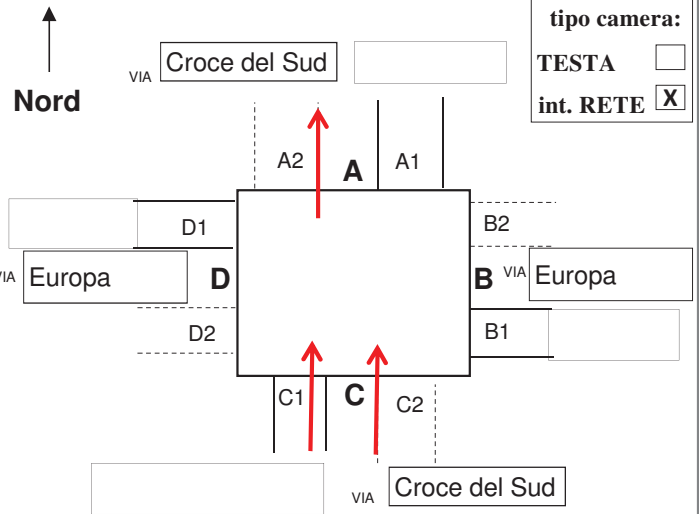 tipo camera:
TESTA
int. RETE X
Nord
VIA Croce del Sud
A2 A A1
D1 B2
VIA Europa D B VIA Europa
D2 B1
C1 C C2
VIA Croce del Sud